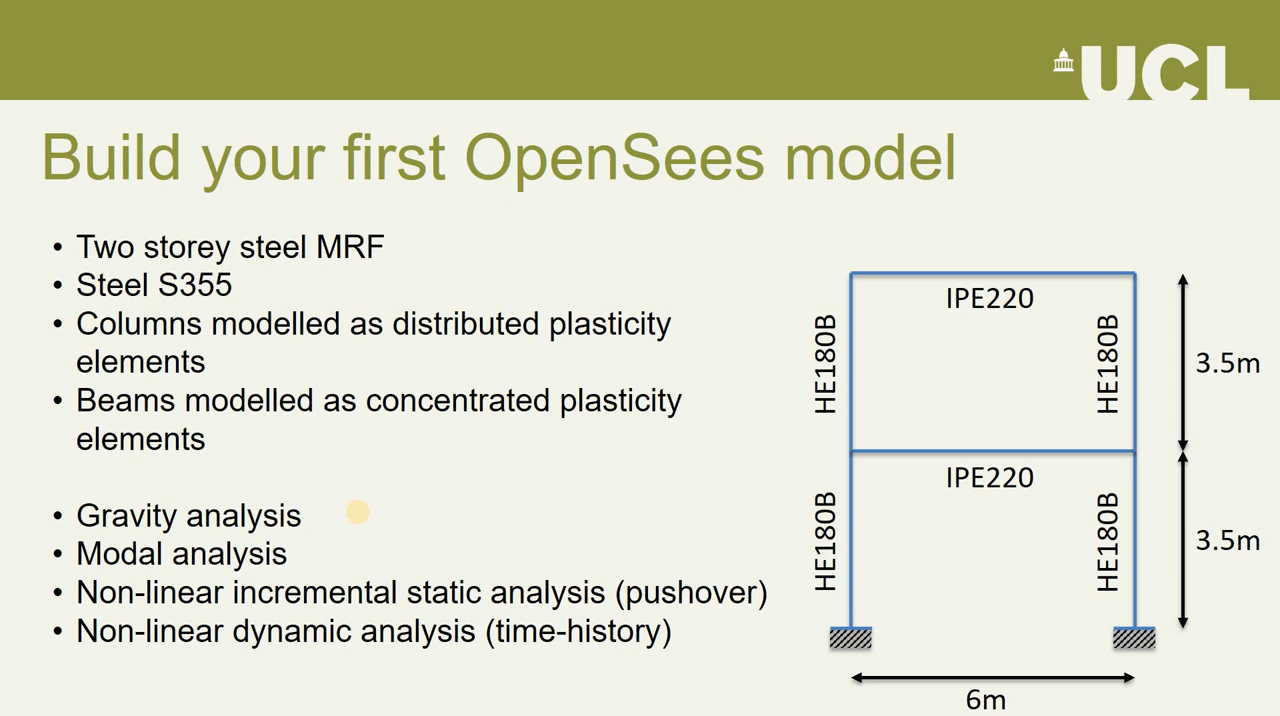 UCL
Build your first OpenSees model
• Two storey steel MRF
• Steel S355
• Columns modelled as distributed plasticity
elements
• Beams modelled as concentrated plasticity
elements
• Gravity analysis
• Modal analysis
• Non-linear incremental static analysis (pushover)
• Non-linear dynamic analysis (time-history)
IPE220
HE180B
HE180B
3.5m
IPE220
HE180B
HE180B
3.5m
6m